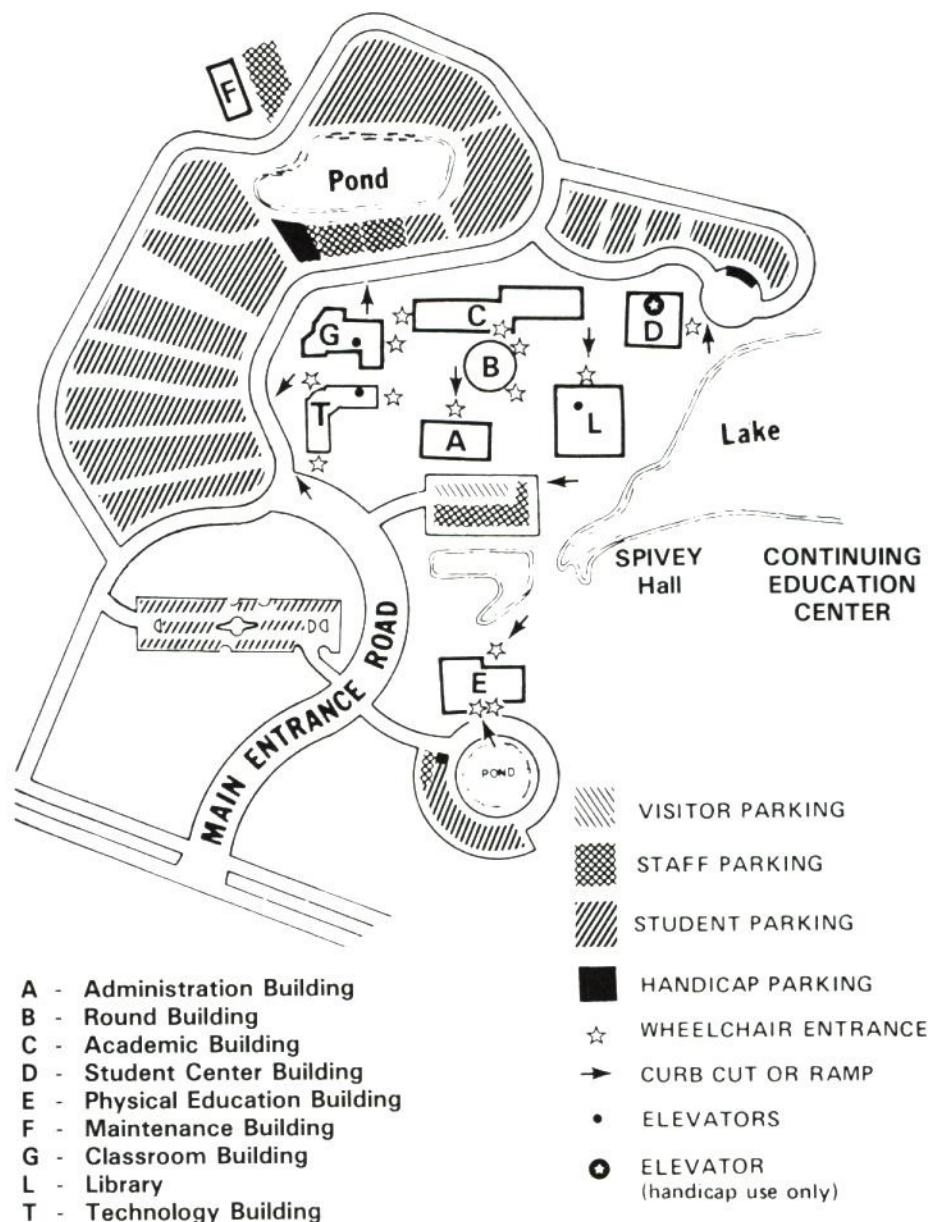 F
Pond
G
C
B
D
T
A
L
Lake
SPIVEY
Hall
CONTINUING
EDUCATION
CENTER
MAIN ENTRANCE ROAD
E
POND
VISITOR PARKING
STAFF PARKING
STUDENT PARKING
HANDICAP PARKING
WHEELCHAIR ENTRANCE
CURB CUT OR RAMP
ELEVATORS
ELEVATOR
(handicap use only)
A - Administration Building
B - Round Building
C - Academic Building
D - Student Center Building
E - Physical Education Building
F - Maintenance Building
G - Classroom Building
L - Library
T - Technology Building